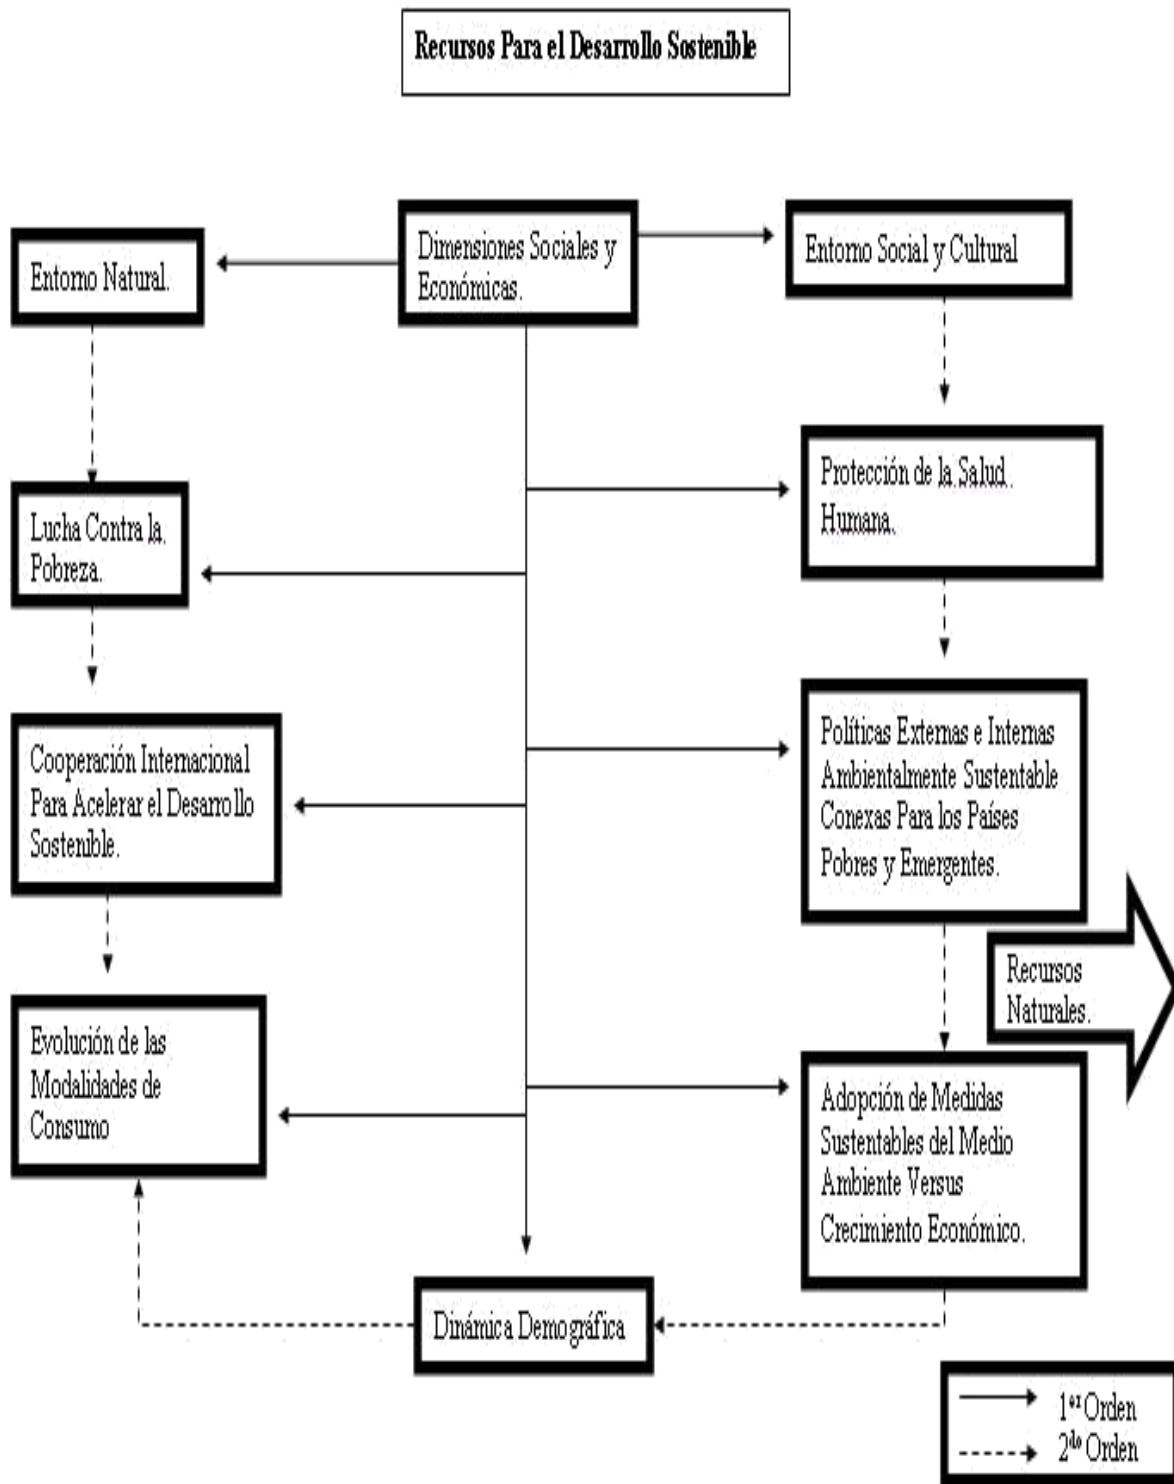 Recursos Para el Desarrollo Sostenible
Entorno Natural.
Dimensiones Sociales y
Económicas.
Entorno Social y Cultural
Lucha Contra la
Pobreza.
Protección de la Salud
Humana.
Cooperación Internacional
Para Acelerar el Desarrollo
Sostenible.
Políticas Externas e Internas
Ambientalmente Sustentable
Conexas Para los Países
Pobres y Emergentes.
Recursos
Naturales.
Evolución de las
Modalidades de
Consumo
Adopción de Medidas
Sustentables del Medio
Ambiente Versus
Crecimiento Económico.
Dinámica Demográfica
1er Orden
2do Orden